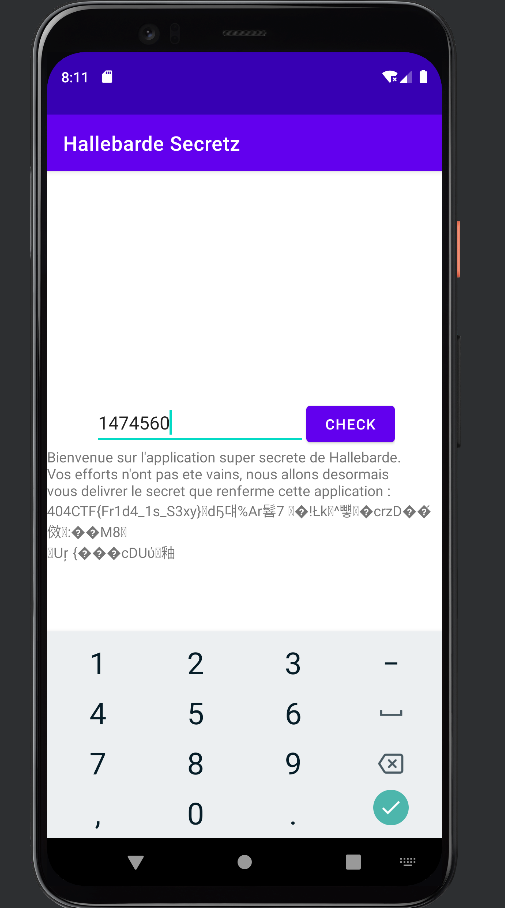 8:11
Hallebarde Secretz
1474560
CHECK
Bienvenue sur l'application super secrete de Hallebarde.
Vos efforts n'ont pas ete vains, nous allons desormais
vous delivrer le secret que renferme cette application :
404CTF{Fr1d4_1s_S3xy}
1 2 3 -
4 5 6
7 8 9
, 0 .